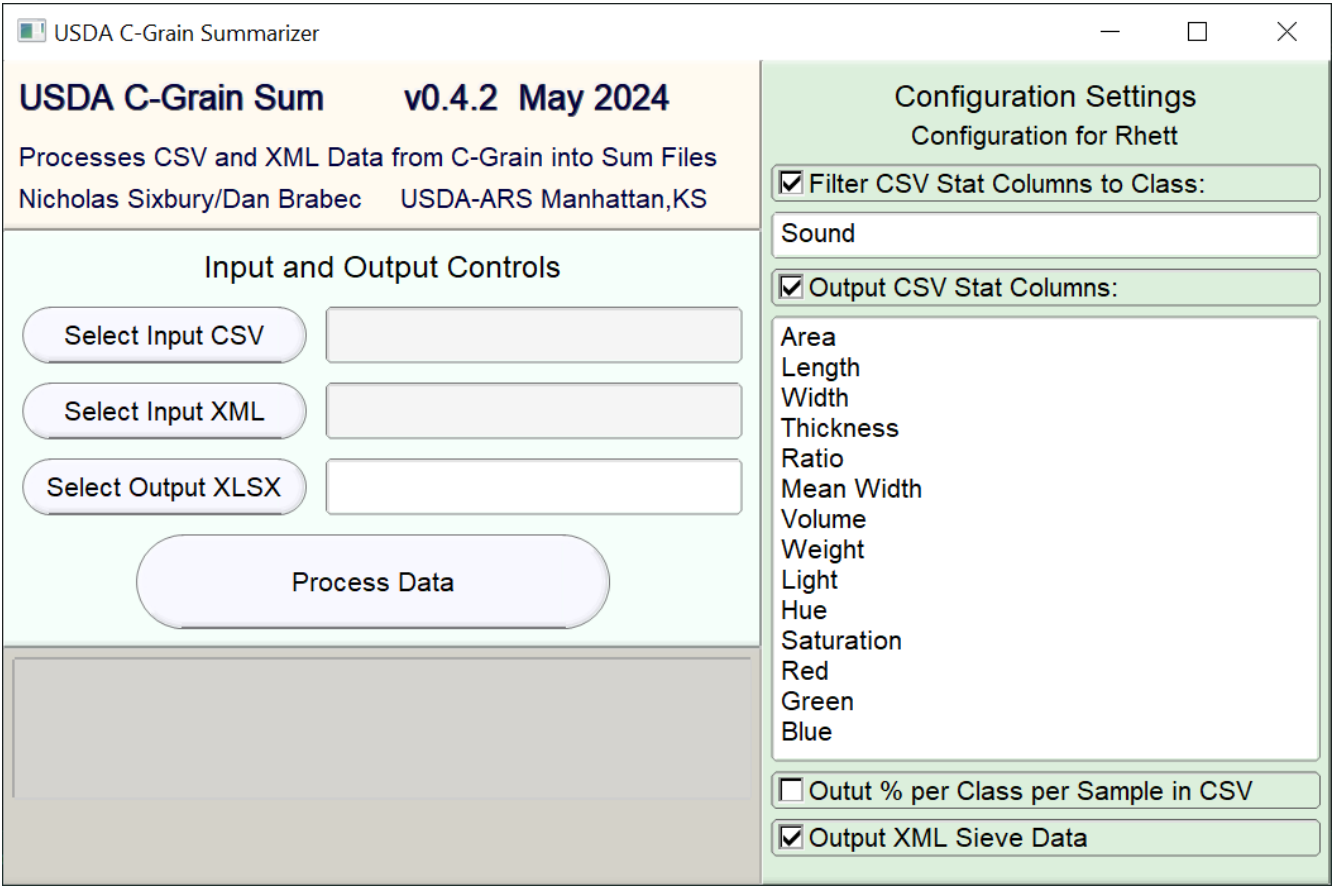 USDA C-Grain Summarizer
USDA C-Grain Sum v0.4.2 May 2024
Processes CSV and XML Data from C-Grain into Sum Files
Nicholas Sixbury/Dan Brabec USDA-ARS Manhattan,KS
Input and Output Controls
Select Input CSV
Select Input XML
Select Output XLSX
Process Data
Configuration Settings
Configuration for Rhett
Filter CSV Stat Columns to Class:
Sound
Output CSV Stat Columns:
Area
Length
Width
Thickness
Ratio
Mean Width
Volume
Weight
Light
Hue
Saturation
Red
Green
Blue
Outut % per Class per Sample in CSV
Output XML Sieve Data